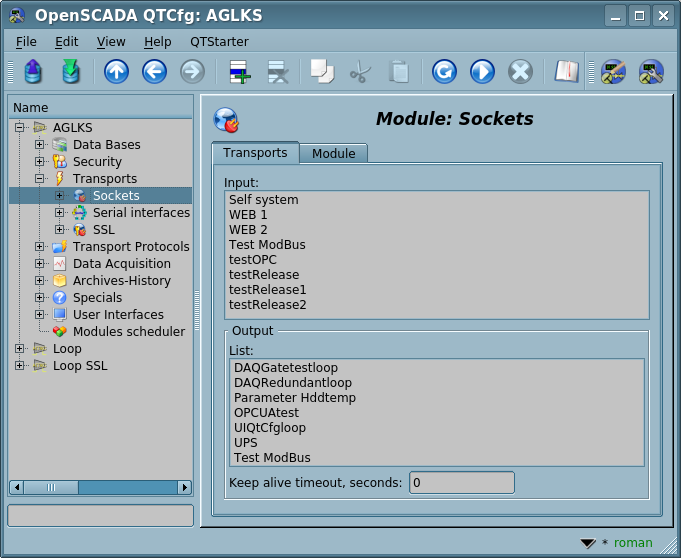 OpenSCADA QTCfg: AGLKS
File Edit View Help QTStarter
Name
AGLKS
Data Bases
Security
Transports
Sockets
Serial interfaces
SSL
Transport Protocols
Data Acquisition
Archives-History
Specials
User Interfaces
Modules scheduler
Loop
Loop SSL
Module: Sockets
Transports Module
Input:
Self system
WEB 1
WEB 2
Test ModBus
testOPC
testRelease
testRelease1
testRelease2
Output
List:
DAQGatetestloop
DAQRedundantloop
Parameter Hddtemp
OPCUAtest
UIQtCfgloop
UPS
Test ModBus
Keep alive timeout, seconds: 0
* roman